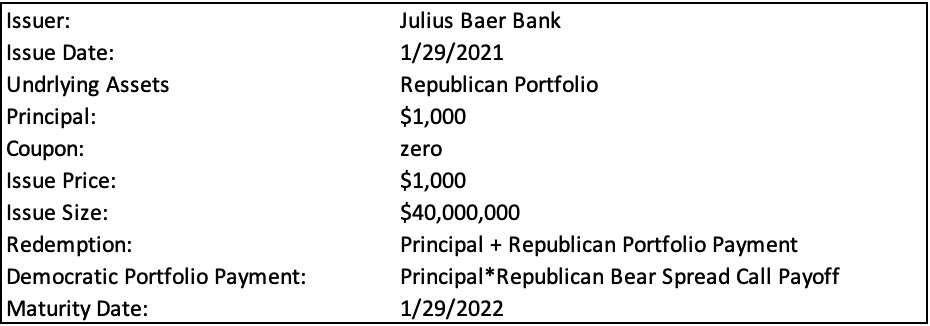 Issuer: Julius Baer Bank
Issue Date: 1/29/2021
Undrlying Assets Republican Portfolio
Principal: $1,000
Coupon: zero
Issue Price: $1,000
Issue Size: $40,000,000
Redemption: Principal + Republican Portfolio Payment
Democratic Portfolio Payment: Principal*Republican Bear Spread Call Payoff
Maturity Date: 1/29/2022